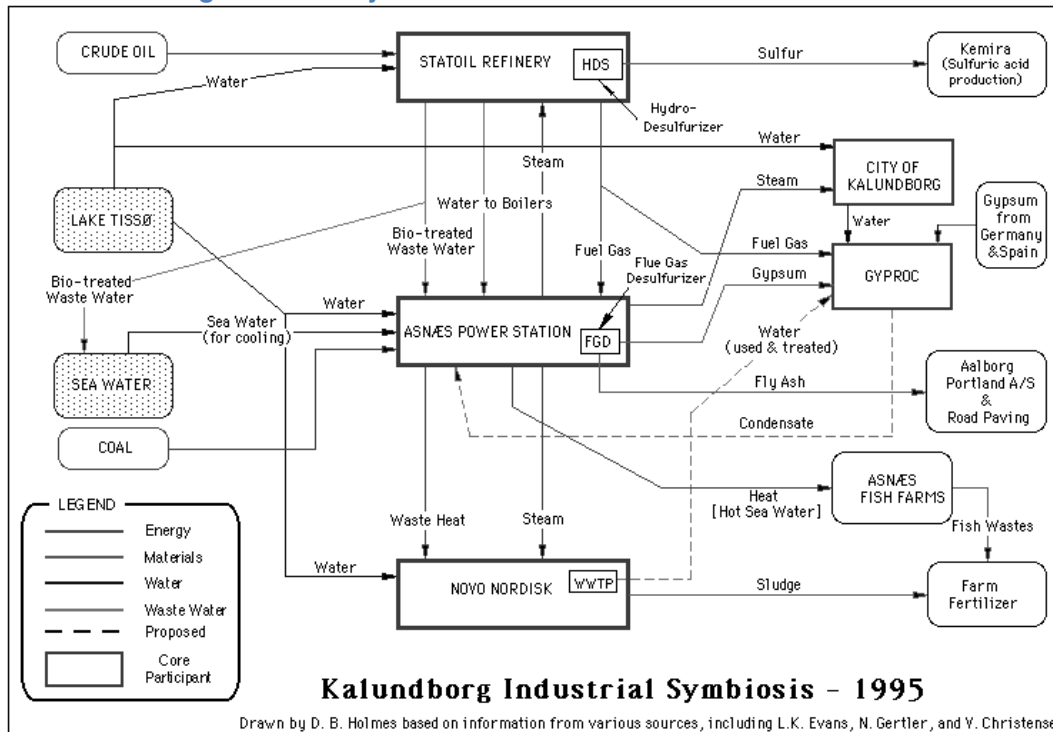 CRUDE OIL
STATOIL REFINERY
HDS
Sulfur
Kemira
(Sulfuric acid
production)
Water
Hydro-
Desulfurizer
Water
CITY OF
KALUNDBORG
Steam
Steam
LAKE TISSØ
Water to Boilers
Bio-treated
Waste Water
Water
Gypsum
from
Germany
&Spain
Fuel Gas
Fuel Gas
Flue Gas
Desulfurizer
Gypsum
GYPROC
Bio-treated
Waste Water
Water
Sea Water
(for cooling)
ASNÆS POWER STATION
FGD
Water
(used & treated)
SEA WATER
Fly Ash
Aalborg
Portland A/S
&
Road Paving
COAL
Condensate
ASNÆS
FISH FARMS
Heat
[Hot Sea Water]
Fish Wastes
Waste Heat
Steam
Water
NOVO NORDISK
WWTP
Sludge
Farm
Fertilizer
LEGEND
Energy
Materials
Water
Waste Water
Proposed
Core
Participant
Kalundborg Industrial Symbiosis - 1995
Drawn by D. B. Holmes based on information from various sources, including L.K. Evans, N. Gertler, and V. Christense